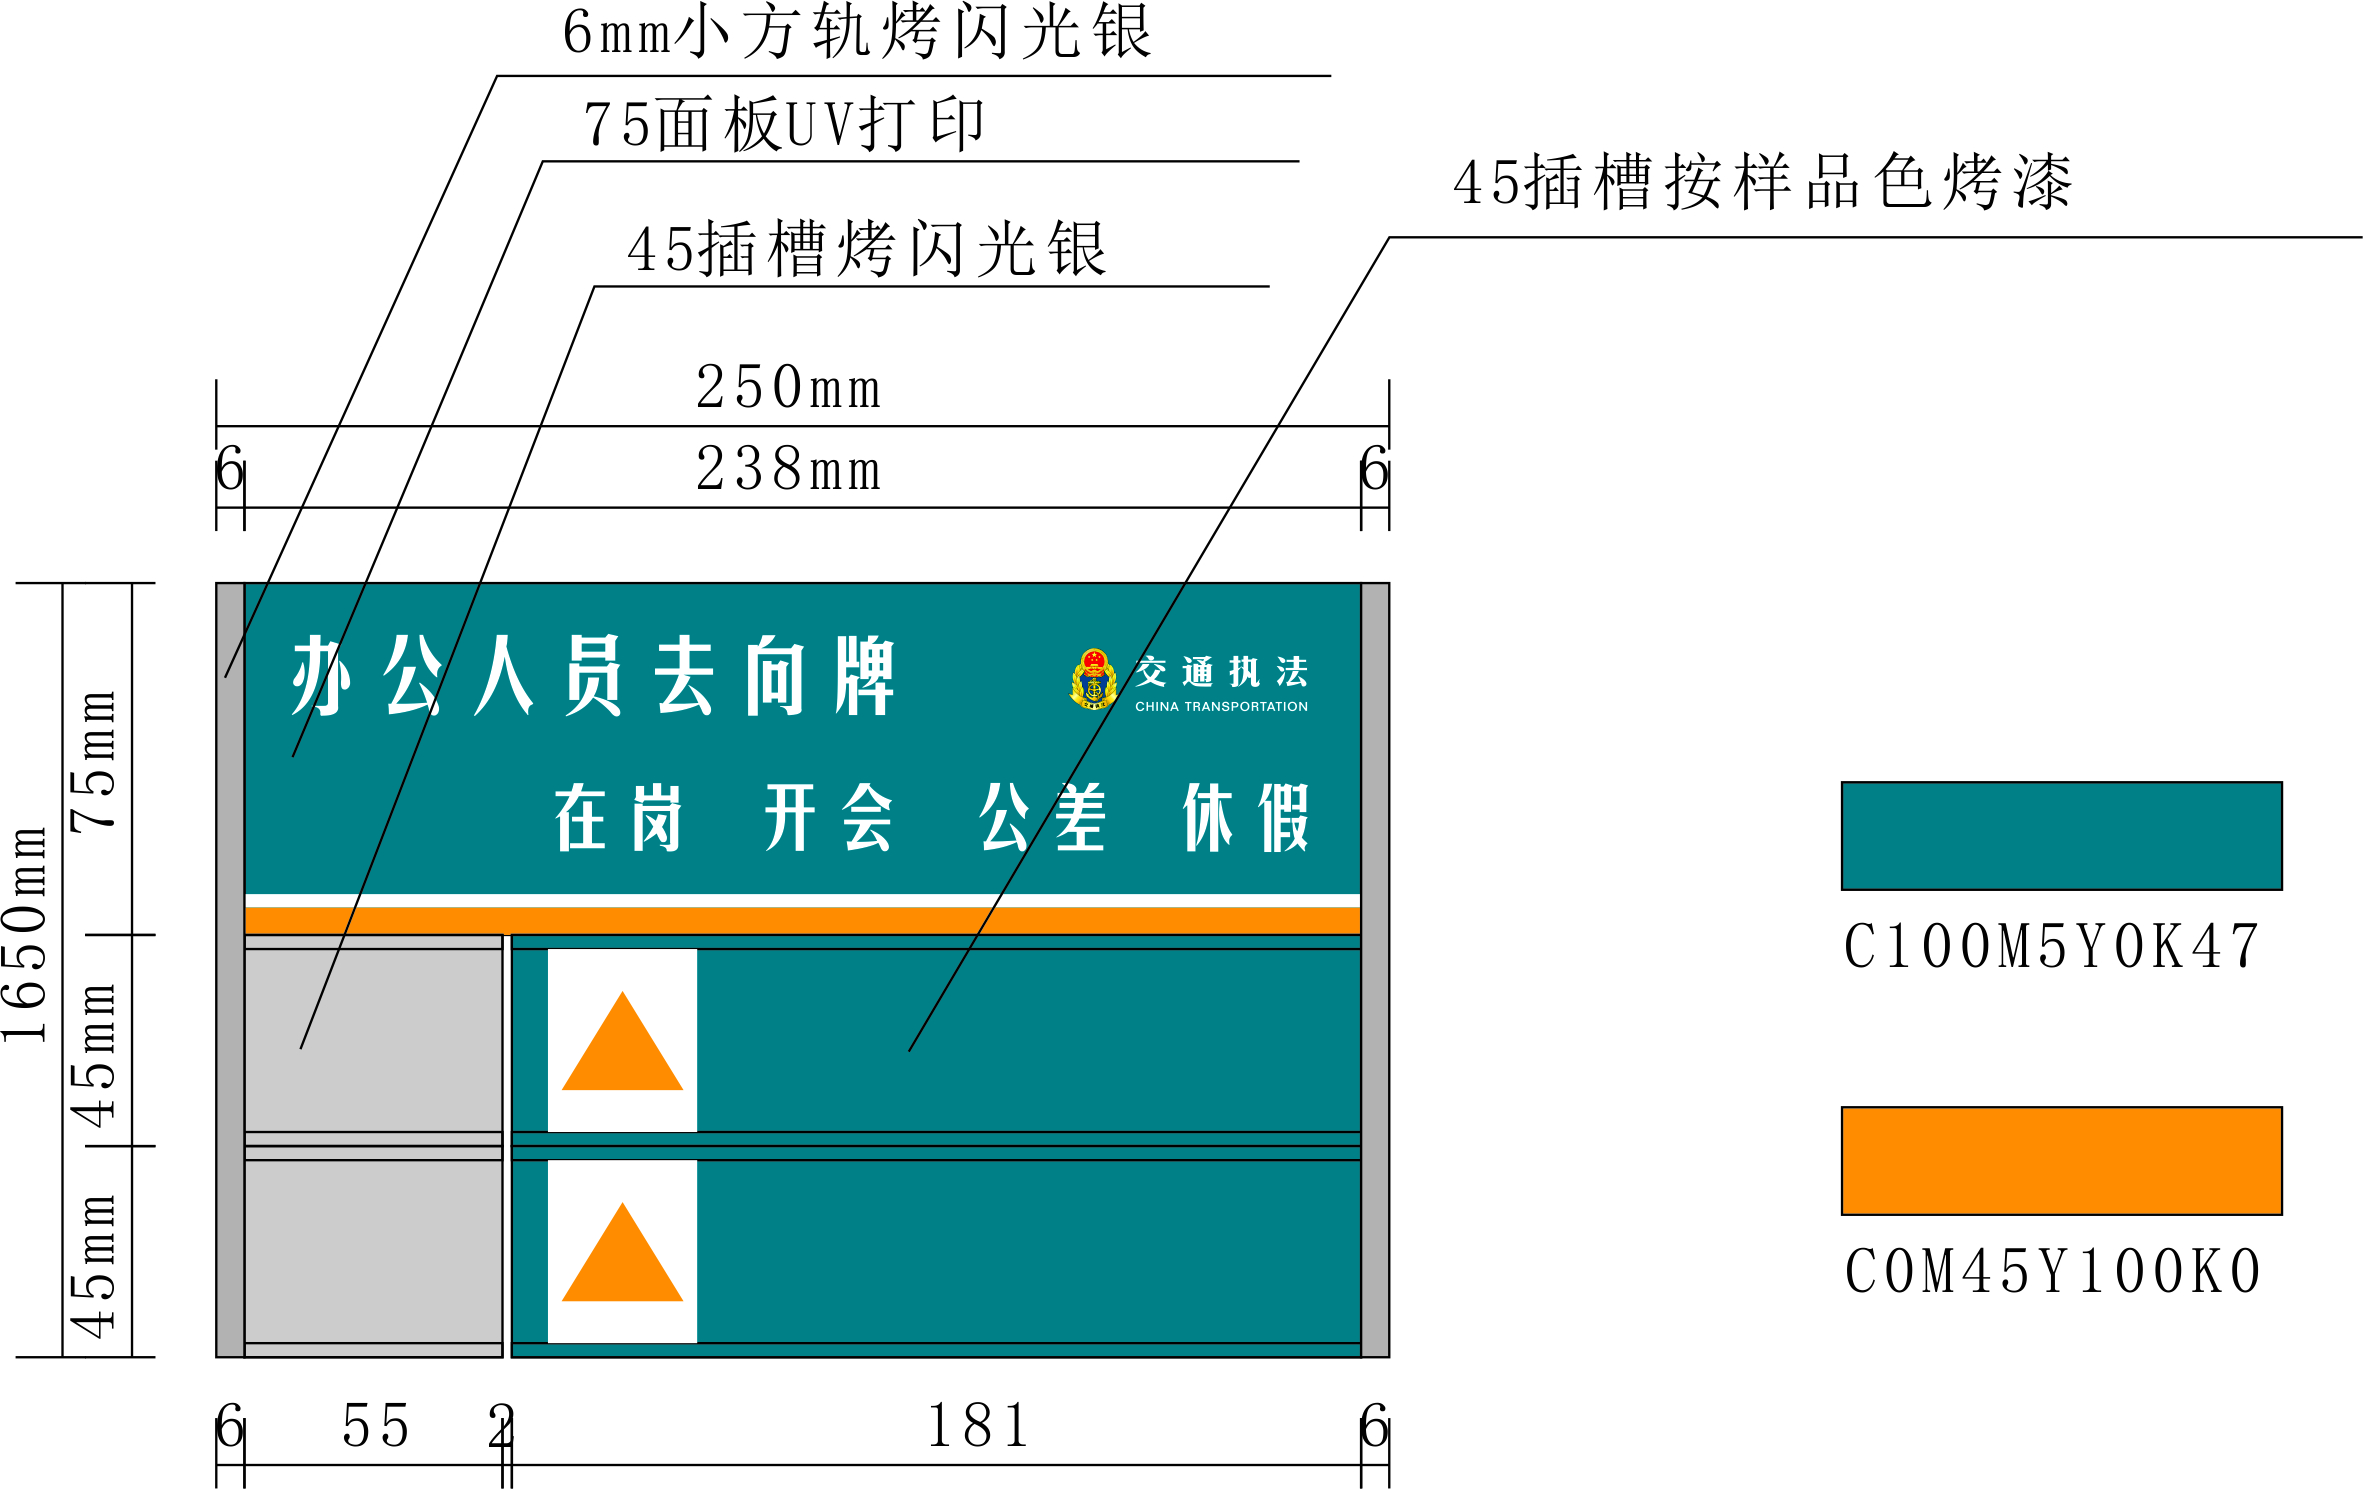 6mm小方轨烤闪光银
75面板UV打印
45插槽按样品色烤漆
45插槽烤闪光银
250mm
6 238mm 6
办公人员去向牌
交通执法
CHINA TRANSPORTATION
在岗 开会 公差 休假
75mm
1650mm
45mm
45mm
C100M5Y0K47
C0M45Y100K0
6 55 2 181 6